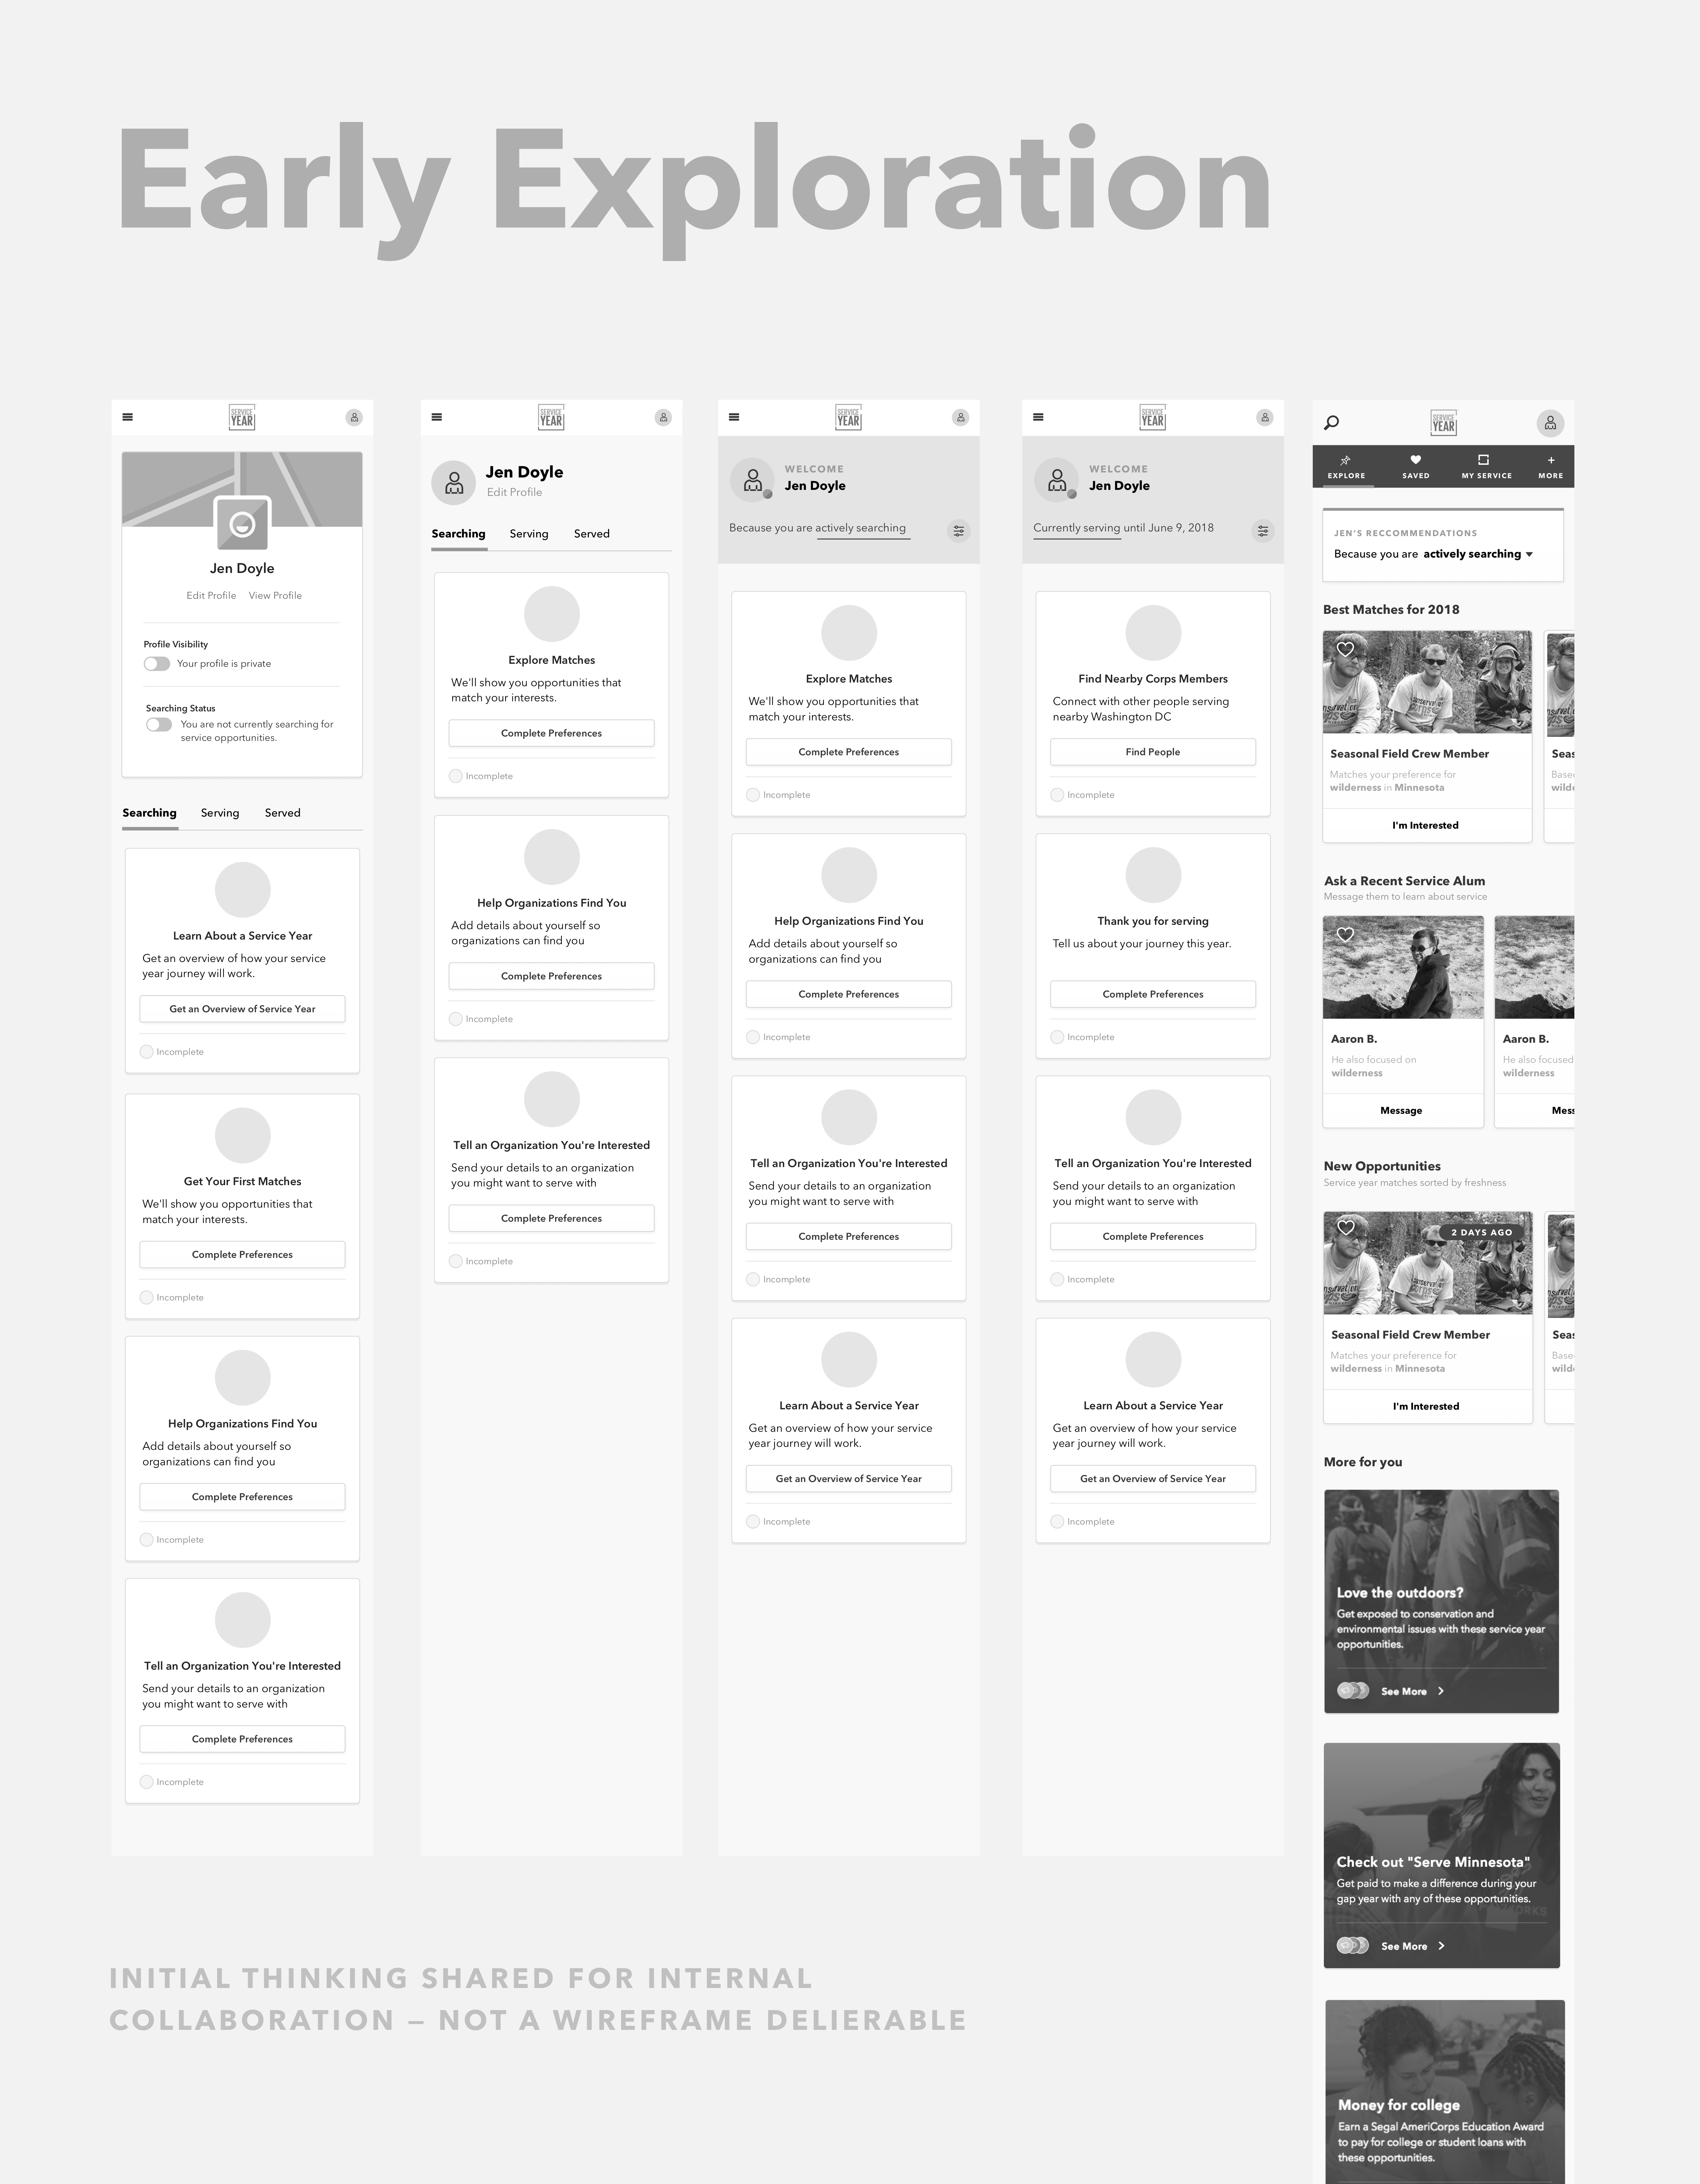 Early Exploration
SERVICE
YEAR
Jen Doyle
Edit Profile View Profile
Profile Visibility
Your profile is private
Searching Status
You are not currently searching for
service opportunities.
Searching Serving Served
Learn About a Service Year
Get an overview of how your service
year journey will work.
Get an Overview of Service Year
Incomplete
Get Your First Matches
We'll show you opportunities that
match your interests.
Complete Preferences
Incomplete
Help Organizations Find You
Add details about yourself so
organizations can find you
Complete Preferences
Incomplete
Tell an Organization You're Interested
Send your details to an organization
you might want to serve with
Complete Preferences
Incomplete
SERVICE
YEAR
Jen Doyle
Edit Profile
Searching Serving Served
Explore Matches
We'll show you opportunities that
match your interests.
Complete Preferences
Incomplete
Help Organizations Find You
Add details about yourself so
organizations can find you
Complete Preferences
Incomplete
Tell an Organization You're Interested
Send your details to an organization
you might want to serve with
Complete Preferences
Incomplete
SERVICE
YEAR
WELCOME
Jen Doyle
Because you are actively searching
Explore Matches
We'll show you opportunities that
match your interests.
Complete Preferences
Incomplete
Help Organizations Find You
Add details about yourself so
organizations can find you
Complete Preferences
Incomplete
Tell an Organization You're Interested
Send your details to an organization
you might want to serve with
Complete Preferences
Incomplete
Learn About a Service Year
Get an overview of how your service
year journey will work.
Get an Overview of Service Year
Incomplete
SERVICE
YEAR
WELCOME
Jen Doyle
Currently serving until June 9, 2018
Find Nearby Corps Members
Connect with other people serving
nearby Washington DC
Find People
Incomplete
Thank you for serving
Tell us about your journey this year.
Complete Preferences
Incomplete
Tell an Organization You're Interested
Send your details to an organization
you might want to serve with
Complete Preferences
Incomplete
Learn About a Service Year
Get an overview of how your service
year journey will work.
Get an Overview of Service Year
Incomplete
SERVICE
YEAR
EXPLORE SAVED MY SERVICE MORE
JEN'S RECCOMMENDATIONS
Because you are actively searching
Best Matches for 2018
Seasonal Field Crew Member
Matches your preference for
wilderness in Minnesota
I'm Interested
Ask a Recent Service Alum
Message them to learn about service
Aaron B.
He also focused on
wilderness
Message
Aaron B.
He also focused
wilderness
New Opportunities
Service year matches sorted by freshness
2 DAYS AGO
Seasonal Field Crew Member
Matches your preference for
wilderness in Minnesota
I'm Interested
More for you
Love the outdoors?
Get exposed to conservation and
environmental issues with these service year
opportunities.
See More
Check out "Serve Minnesota"
Get paid to make a difference during your
gap year with any of these opportunities.
See More
Money for college
Earn a Segal AmeriCorps Education Award
to pay for college or student loans with
these opportunities.
INITIAL THINKING SHARED FOR INTERNAL
COLLABORATION – NOT A WIREFRAME DELIERABLE